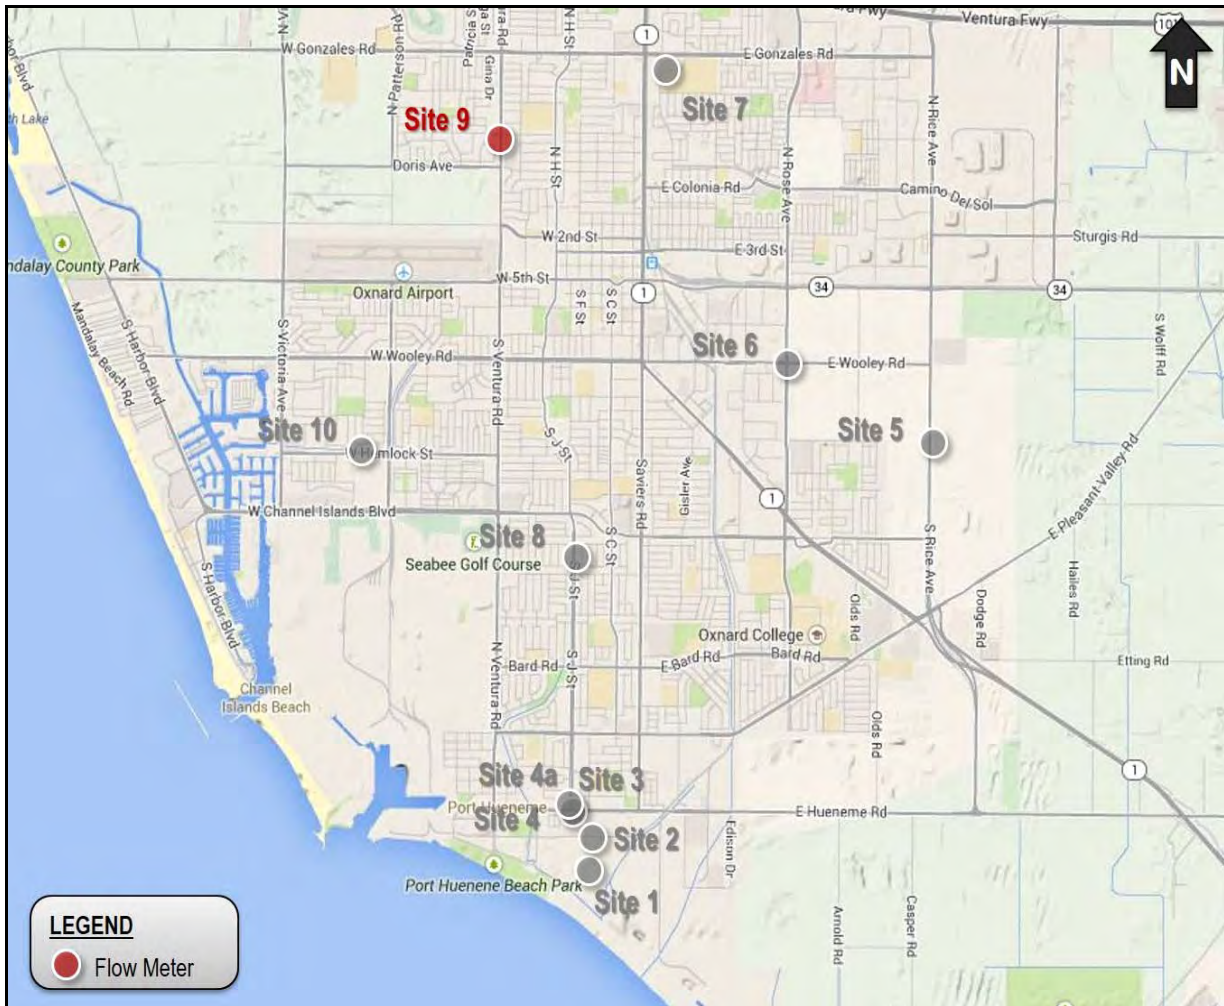 Ventura Fwy
101
N
W Gonzales Rd
1
E Gonzales Rd
N Patterson Rd
Gina Dr
N H St
Site 7
Site 9
Doris Ave
N H St
E Colonia Rd
N Rose Ave
N Rice Ave
Camino Del Sol
W 2nd St
E 3rd St
Sturgis Rd
ndalay County Park
Oxnard Airport
W 5th St
1
34
34
S F St
S C St
Mandalay Beach Rd
S Harbor Blvd
S Victoria Ave
W Wooley Rd
S Ventura Rd
Site 6
E Wooley Rd
S Wolff Rd
Site 10
W Hemlock St
S J St
Saviers Rd
Gisler Ave
Site 5
E Pleasant Valley Rd
W Channel Islands Blvd
1
Site 8
Seabee Golf Course
S C St
S J St
S Rice Ave
S Harbor Blvd
Olds Rd
Dodge Rd
Hailes Rd
Oxnard College
N Ventura Rd
Bard Rd
S J St
E Bard Rd
Bard Rd
Etting Rd
Channel
Islands Beach
Olds Rd
1
Site 4a
Site 3
Port Hueneme
Site 4
E Hueneme Rd
Site 2
Edison Dr
Port Huenene Beach Park
Site 1
Arnold Rd
Casper Rd
LEGEND
Flow Meter